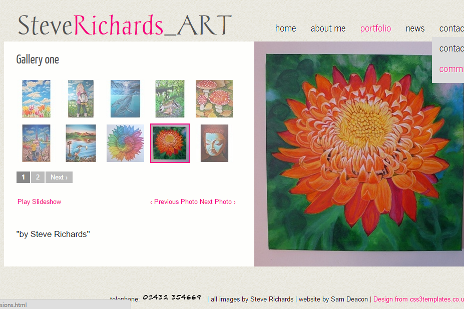 SteveRichards_ART
home about me portfolio news contac
contac
comm
Gallery one
1 2 Next ›
Play Slideshow ‹ Previous Photo Next Photo ›
"by Steve Richards"
telephone 01432 354669 | all images by Steve Richards | website by Sam Deacon | Design from css3templates.co.u
sions.html